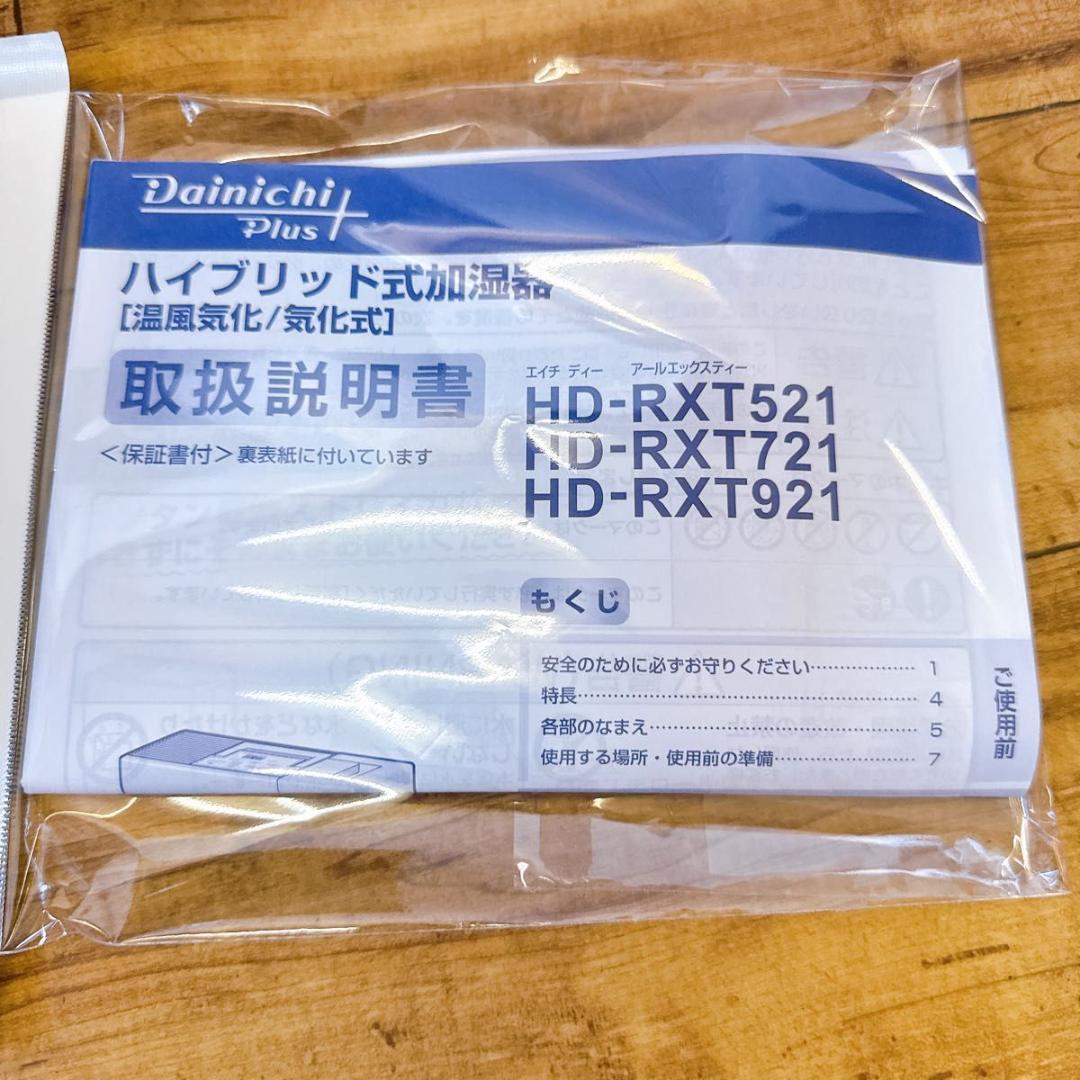 Dainichi
Plus
ハイブリッド式加湿器
[温風気化/気化式]
取扱説明書
<保証書付>裏表紙に付いています
エイチ ディー アールエックスティー
HD-RXT521
HD-RXT721
HD-RXT921
もくじ
安全のために必ずお守りください 1
特長 4
各部のなまえ 5
使用する場所・使用前の準備 7
ご使用前